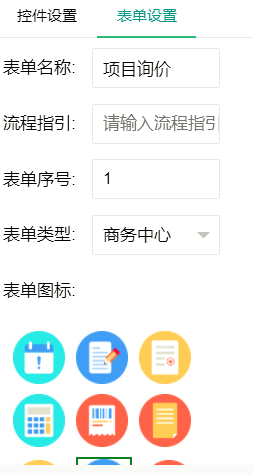 控件设置 表单设置
表单名称: 项目询价
流程指引: 请输入流程指引
表单序号: 1
表单类型: 商务中心
表单图标: